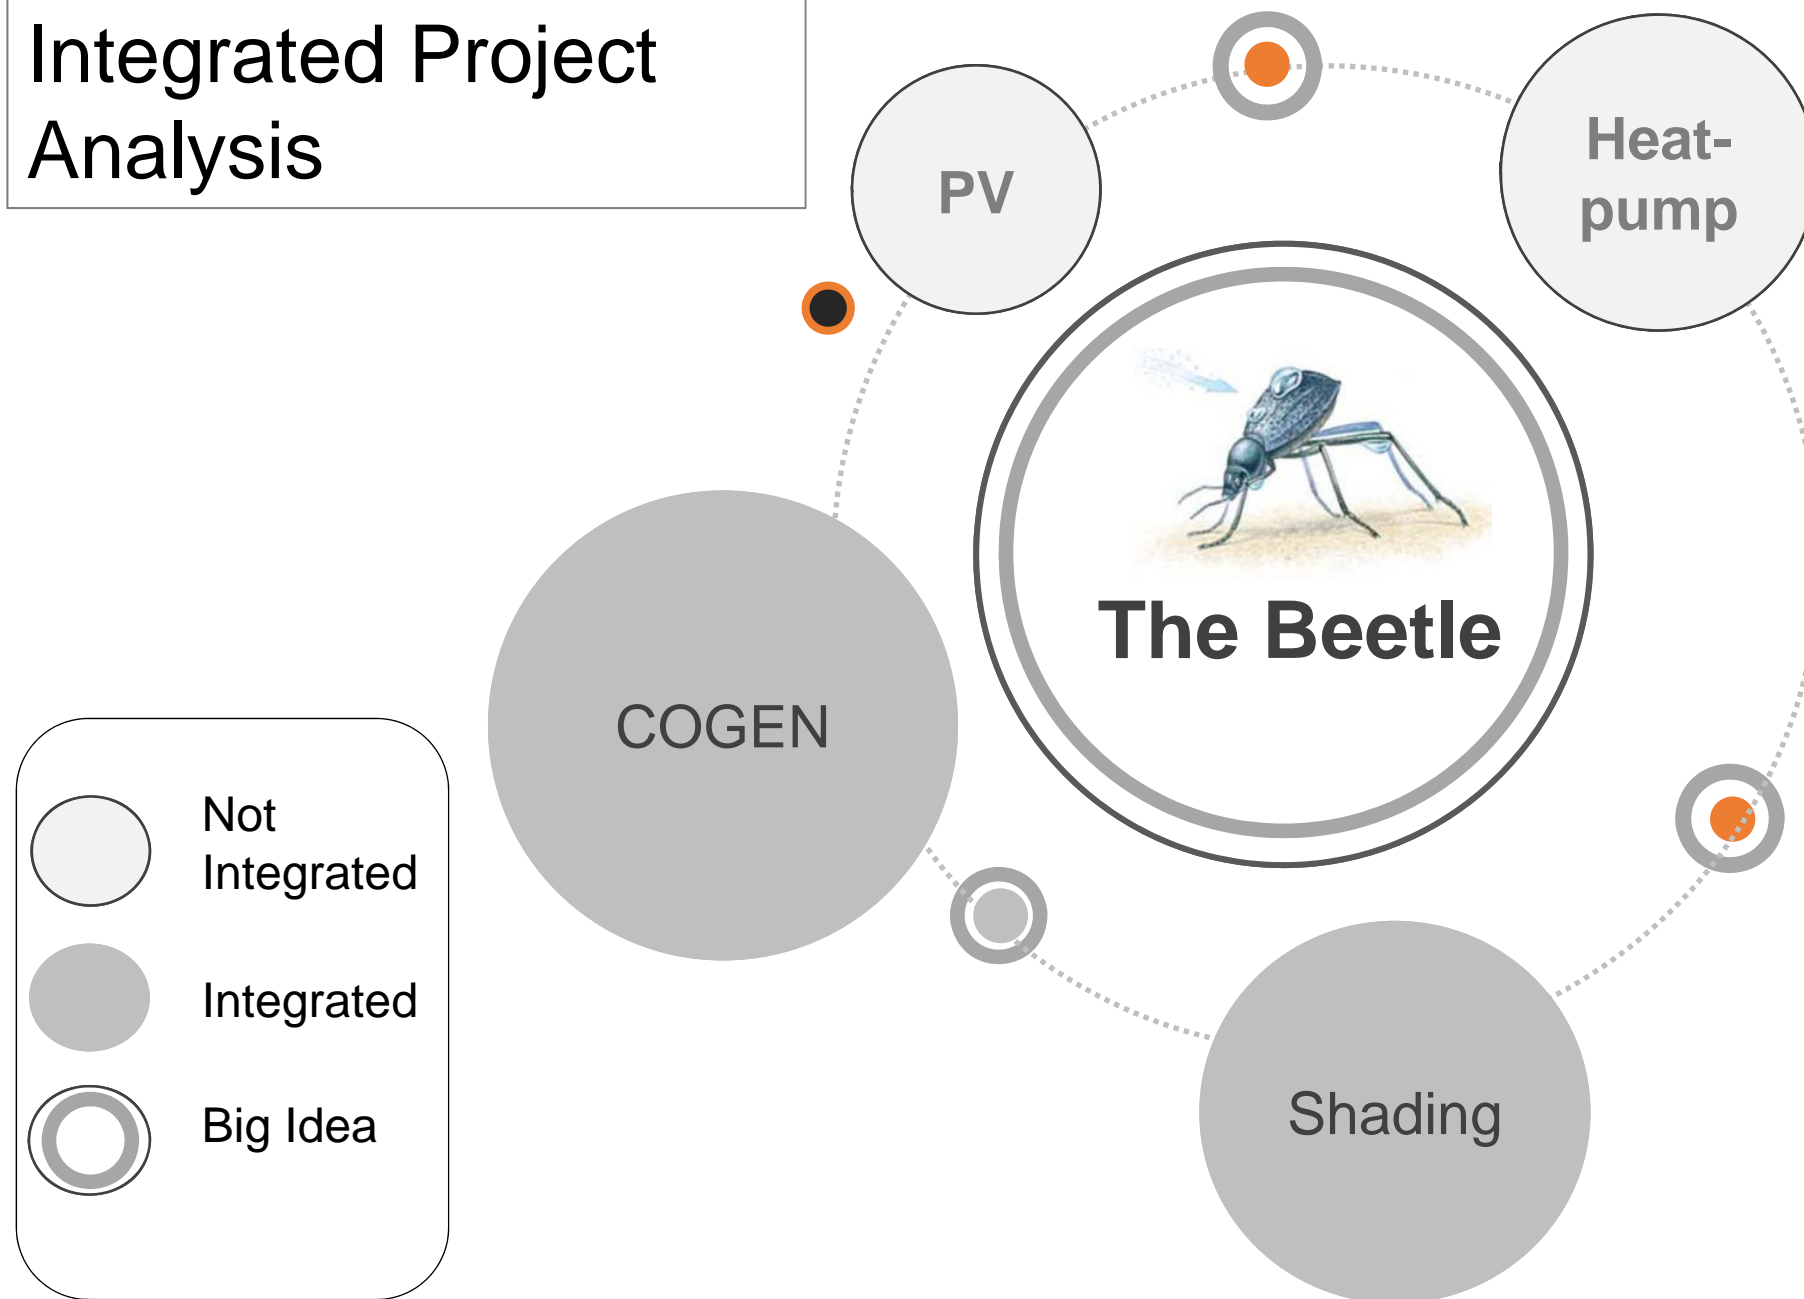 Integrated Project
Analysis
PV
Heat-
pump
The Beetle
COGEN
Shading
Not
Integrated
Integrated
Big Idea